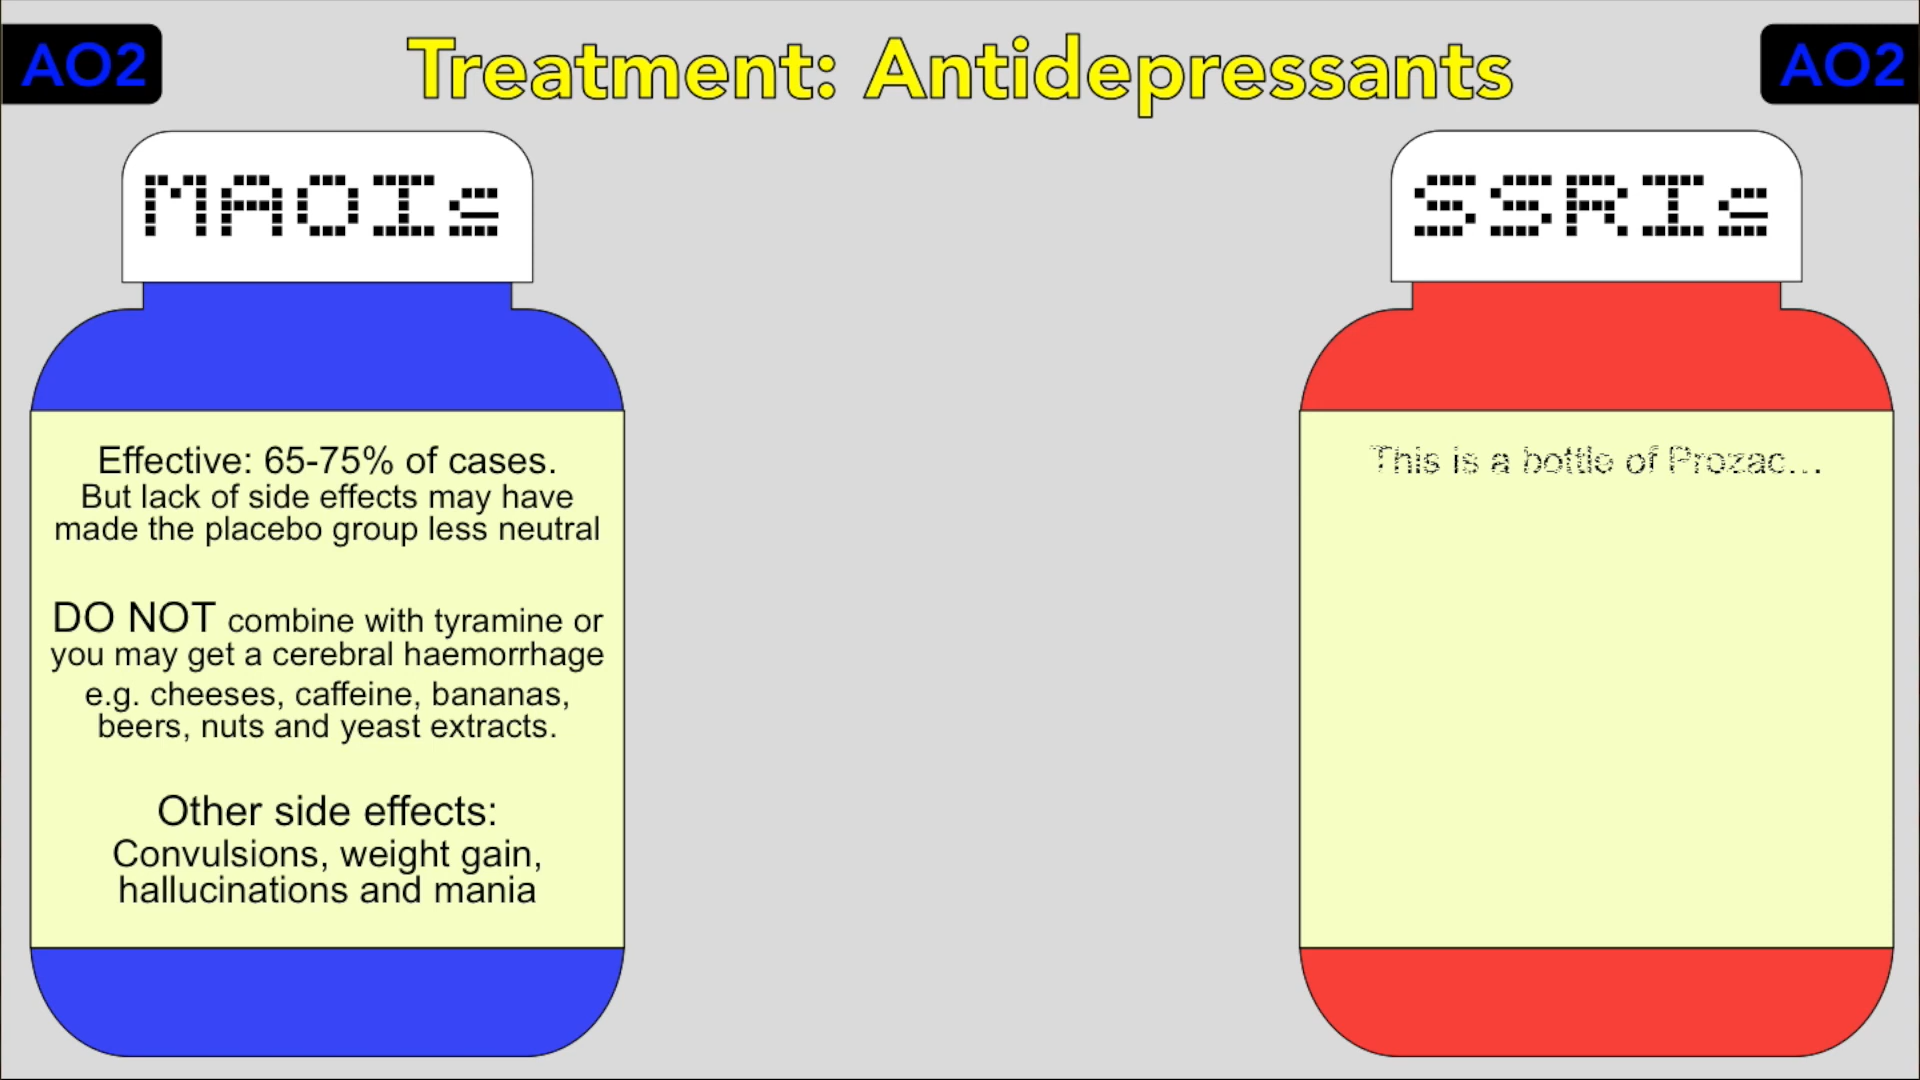 AO2
Treatment: Antidepressants
AO2
MAOIs
SSRIs
Effective: 65-75% of cases.
But lack of side effects may have
made the placebo group less neutral
DO NOT combine with tyramine or
you may get a cerebral haemorrhage
e.g. cheeses, caffeine, bananas,
beers, nuts and yeast extracts.
Other side effects:
Convulsions, weight gain,
hallucinations and mania
This is a bottle of Prozac...